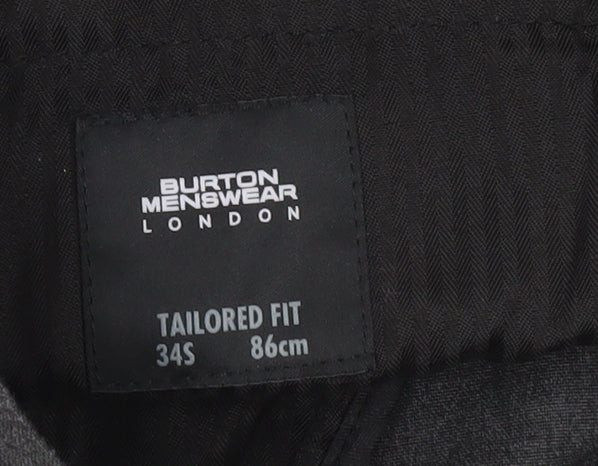 BURTON
MENSWEAR
LONDON
TAILORED FIT
34S 86cm